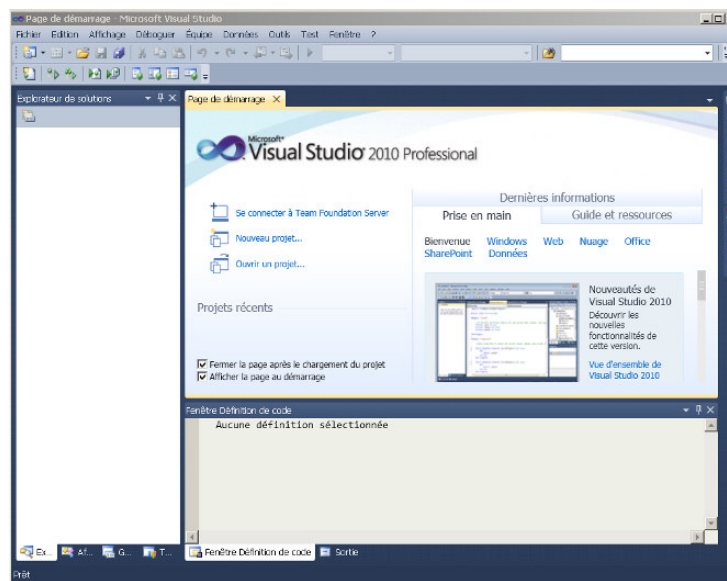 Page de démarrage - Microsoft Visual Studio
Fichier Edition Affichage Déboguer Équipe Données Outils Test Fenêtre ?
Explorateur de solutions
Page de démarrage
Microsoft®
Visual Studio 2010 Professional
Se connecter à Team Foundation Server
Nouveau projet...
Ouvrir un projet...
Projets récents
Fermer la page après le chargement du projet
Afficher la page au démarrage
Dernières informations
Prise en main Guide et ressources
Bienvenue Windows Web Nuage Office
SharePoint Données
Nouveautés de
Visual Studio 2010
Découvrir les
nouvelles
fonctionnalités de
cette version.
Vue d'ensemble de
Visual Studio 2010
Fenêtre Définition de code
Aucune définition sélectionnée
Ex... Af... G... T...
Fenêtre Définition de code Sortie
Prêt